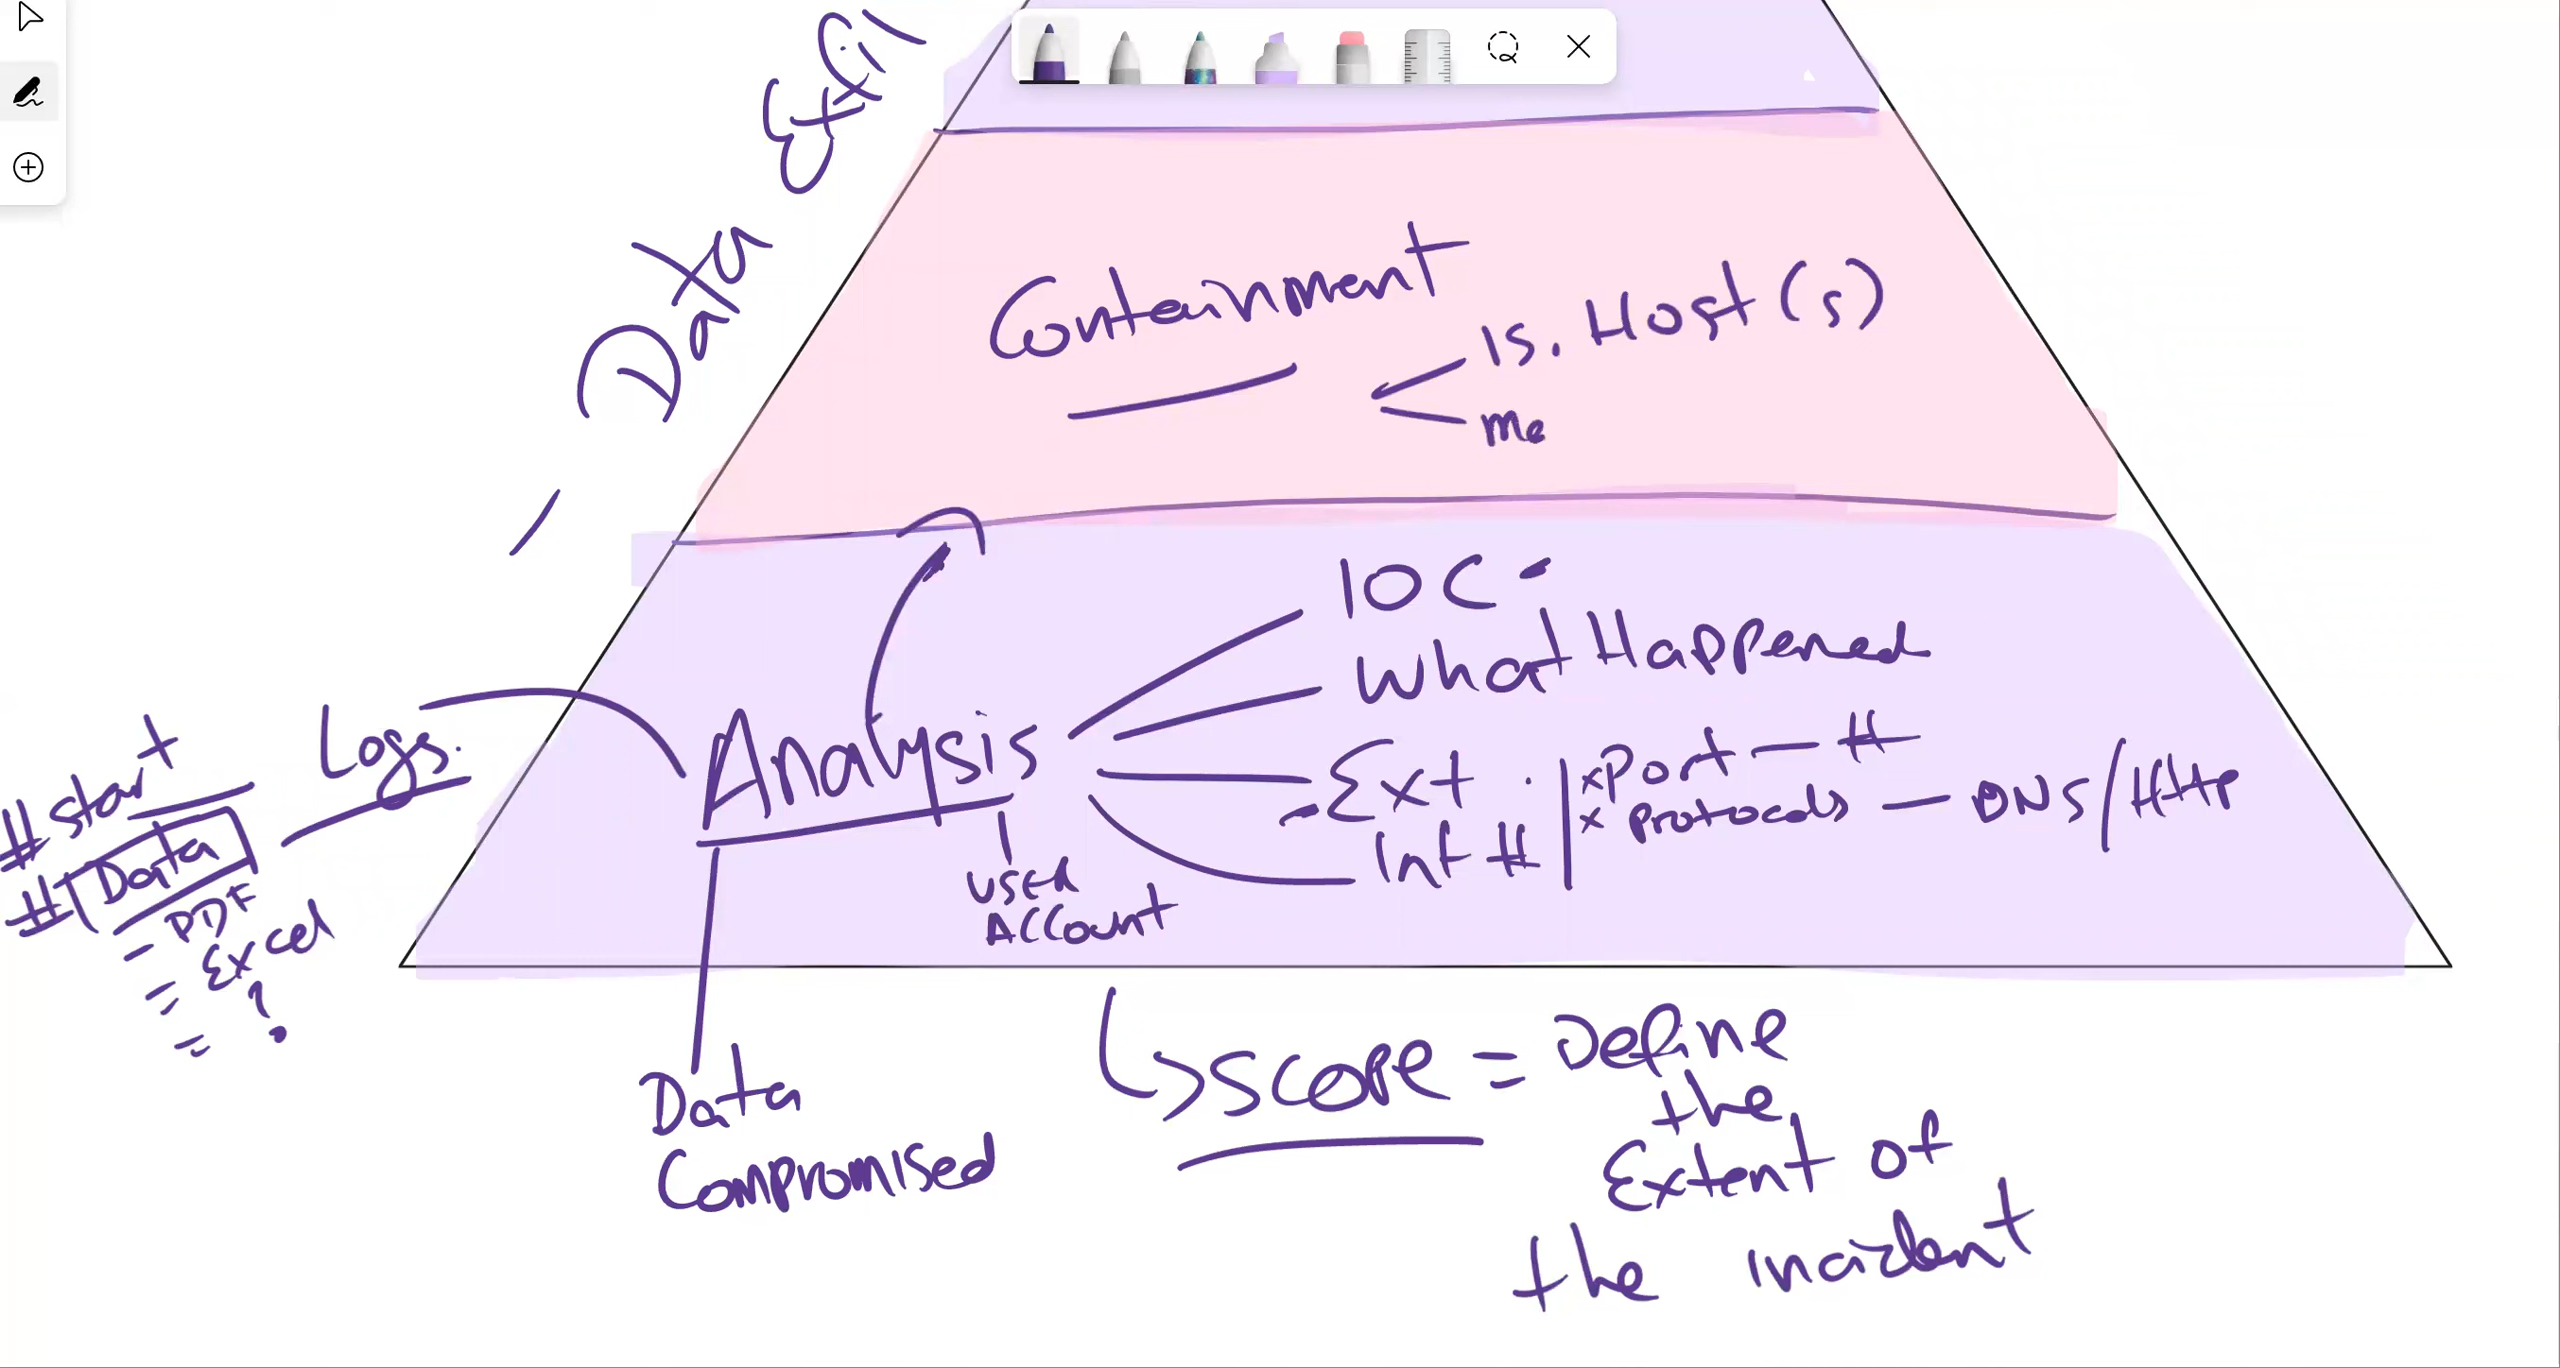 - Data Exfil
Containment
Is. Host(s)
Me
IOC
What Happened
Analysis
Ext
Int #
xPort - #
x Protocols - DNS/Http
User
Account
Logs.
# start
# Data
- PDF
= Excel
= ?
Data
Compromised
Scope = Define
the
Extent of
the incident